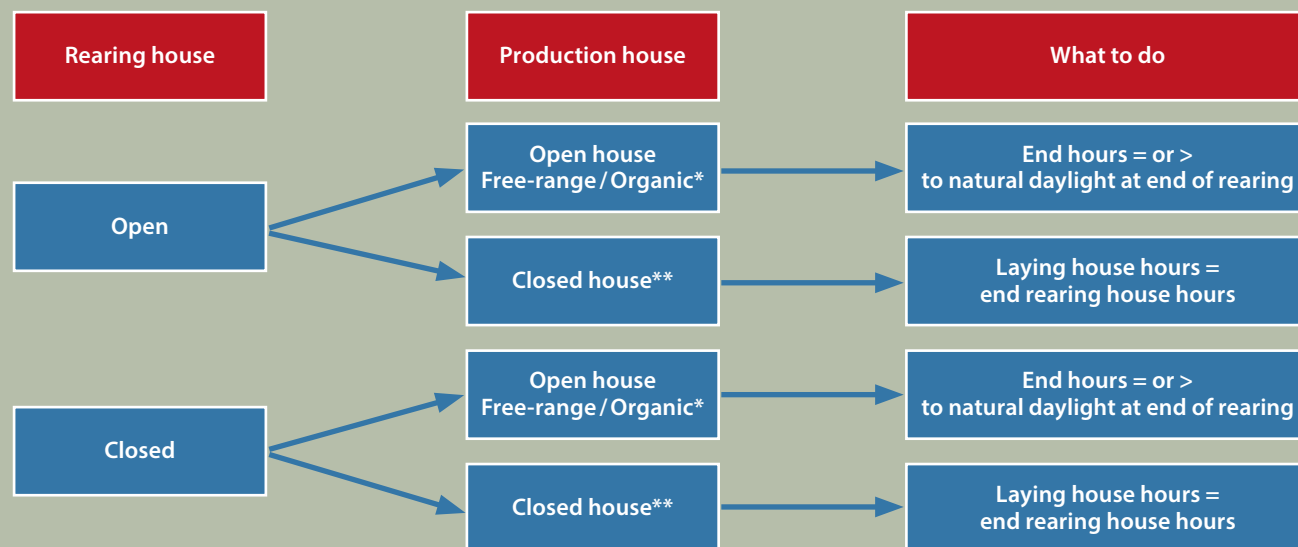 Rearing house
Production house
What to do
Open
Open house
Free-range / Organic*
End hours = or >
to natural daylight at end of rearing
Closed house**
Laying house hours =
end rearing house hours
Closed
Open house
Free-range / Organic*
End hours = or >
to natural daylight at end of rearing
Closed house**
Laying house hours =
end rearing house hours